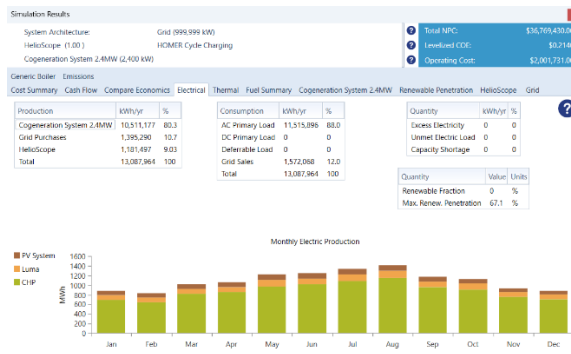 Simulation Results
System Architecture: Grid (999,999 kW)
HelioScope (1.00 ) HOMER Cycle Charging
Cogeneration System 2.4MW (2,400 kW)
Total NPC: $36,769,430.00
Levelized COE: $0.2140
Operating Cost: $2,001,731.00
Generic Boiler Emissions
Cost Summary Cash Flow Compare Economics Electrical Thermal Fuel Summary Cogeneration System 2.4MW Renewable Penetration HelioScope Grid
Production kWh/yr %
Cogeneration System 2.4MW 10,511,177 80.3
Grid Purchases 1,395,290 10.7
HelioScope 1,181,497 9.03
Total 13,087,964 100
Consumption kWh/yr %
AC Primary Load 11,515,896 88.0
DC Primary Load 0 0
Deferrable Load 0 0
Grid Sales 1,572,068 12.0
Total 13,087,964 100
Quantity kWh/yr %
Excess Electricity 0 0
Unmet Electric Load 0 0
Capacity Shortage 0 0
Quantity Value Units
Renewable Fraction 0 %
Max. Renew. Penetration 67.1 %
Monthly Electric Production
PV System
Luma
CHP
MWh
1600
1400
1200
1000
800
600
400
200
0
Jan Feb Mar Apr May Jun Jul Aug Sep Oct Nov Dec